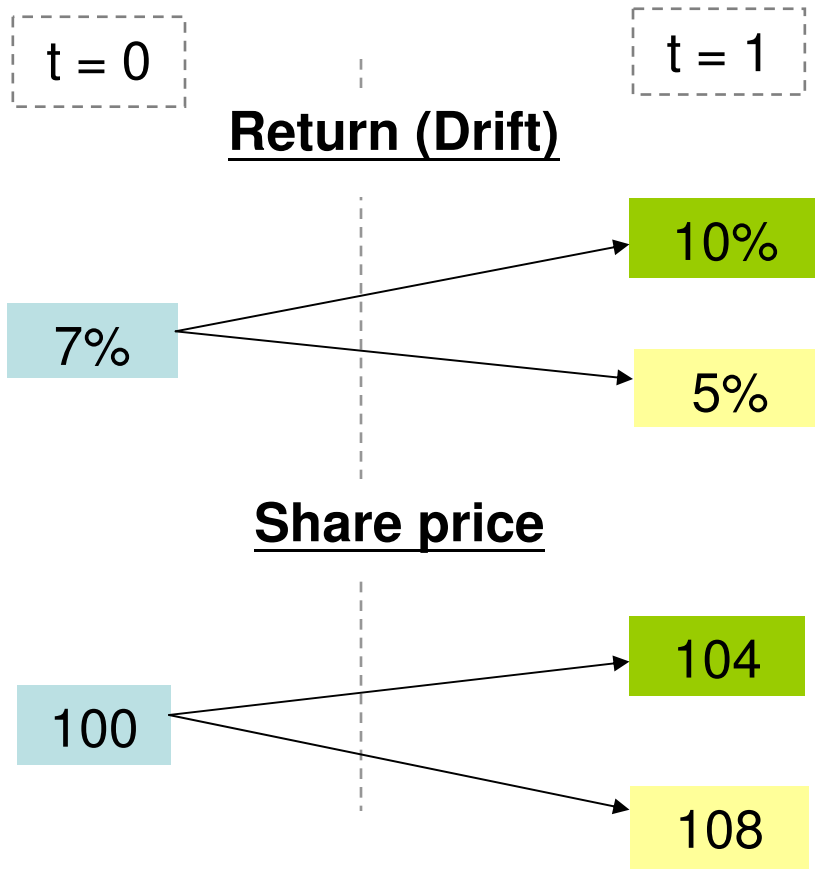 t = 0
t = 1
Return (Drift)
10%
7%
5%
Share price
104
100
108